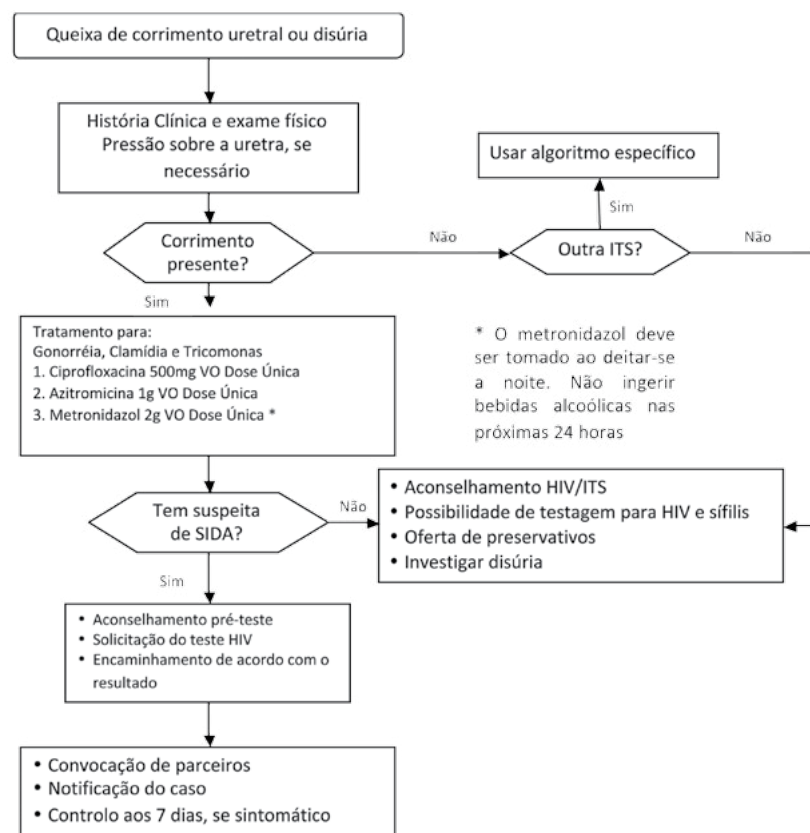 Queixa de corrimento uretral ou disúria
História Clínica e exame físico
Pressão sobre a uretra, se
necessário
Usar algoritmo específico
Sim
Corrimento
presente?
Não
Outra ITS?
Não
Sim
Tratamento para:
Gonorréia, Clamídia e Tricomonas
1. Ciprofloxacina 500mg VO Dose Única
2. Azitromicina 1g VO Dose Única
3. Metronidazol 2g VO Dose Única *
* O metronidazol deve
ser tomado ao deitar-se
a noite. Não ingerir
bebidas alcoólicas nas
próximas 24 horas
Tem suspeita
de SIDA?
Não
• Aconselhamento HIV/ITS
• Possibilidade de testagem para HIV e sífilis
• Oferta de preservativos
• Investigar disúria
Sim
• Aconselhamento pré-teste
• Solicitação do teste HIV
• Encaminhamento de acordo com o
resultado
• Convocação de parceiros
• Notificação do caso
• Controlo aos 7 dias, se sintomático